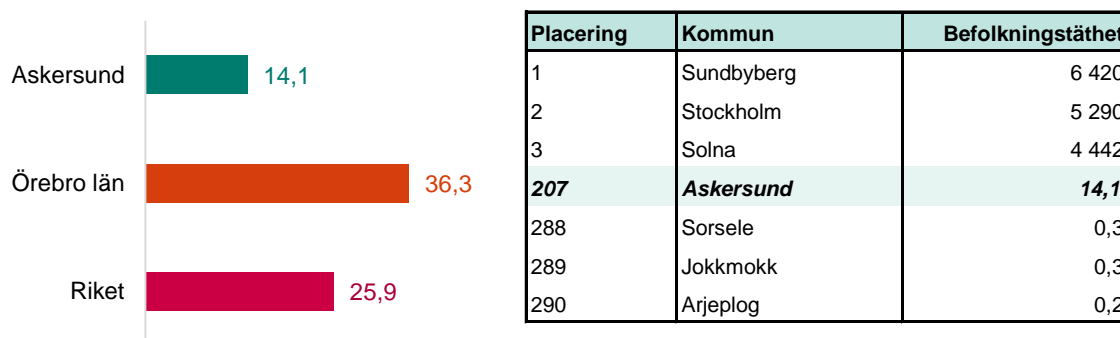 Askersund 14,1
Örebro län 36,3
Riket 25,9
Placering Kommun Befolkningstäthet
1 Sundbyberg 6 420
2 Stockholm 5 290
3 Solna 4 442
207 Askersund 14,1
288 Sorsele 0,3
289 Jokkmokk 0,3
290 Arjeplog 0,2